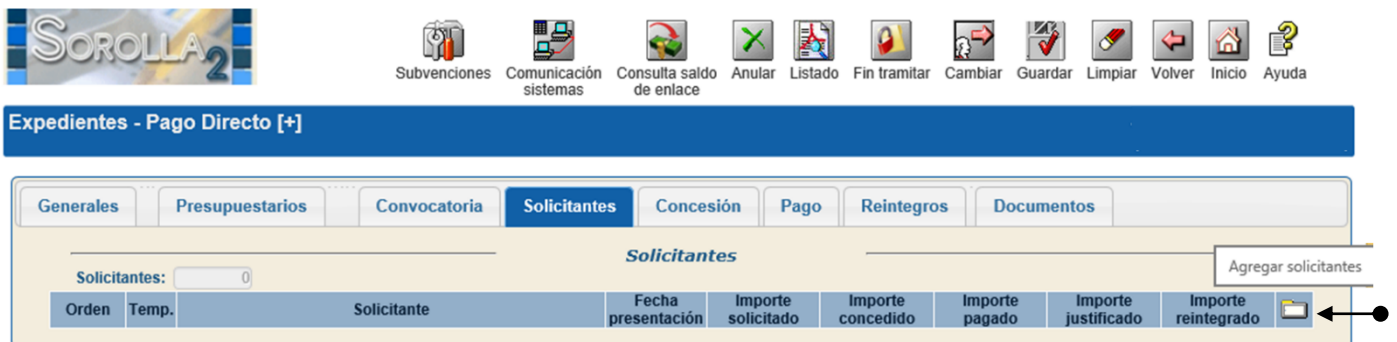 SOROLLA2
Subvenciones Comunicación sistemas Consulta saldo de enlace Anular Listado Fin tramitar Cambiar Guardar Limpiar Volver Inicio Ayuda
Expedientes - Pago Directo [+]
Generales Presupuestarios Convocatoria Solicitantes Concesión Pago Reintegros Documentos
Solicitantes
Agregar solicitantes
Solicitantes: 0
Orden Temp. Solicitante Fecha presentación Importe solicitado Importe concedido Importe pagado Importe justificado Importe reintegrado